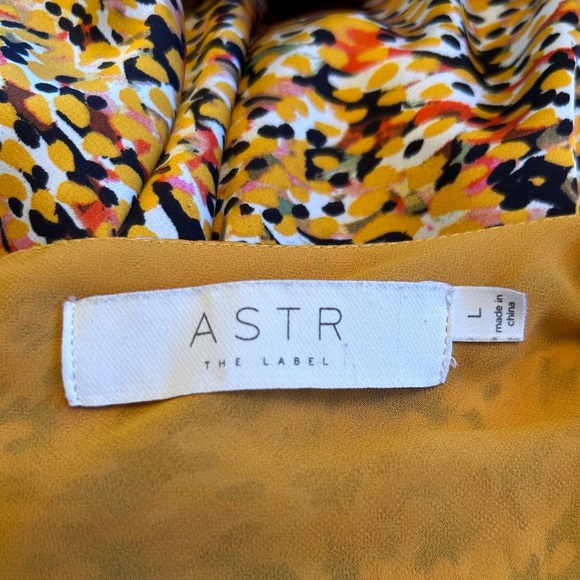 ASTR
THE LABEL
L
made in
china